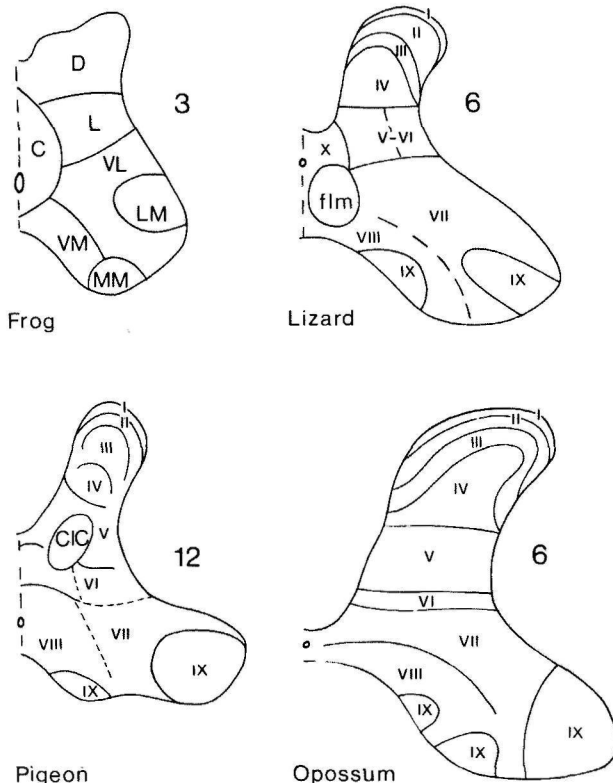 D
L
3
C
VL
LM
VM
MM
Frog
I
II
III
IV
6
V-VI
X
flm
VII
VIII
IX
IX
Lizard
I
II
III
IV
CIC
V
12
VI
VIII
VII
IX
IX
Pigeon
I
II
III
IV
V
6
VI
VII
VIII
IX
IX
IX
Opossum